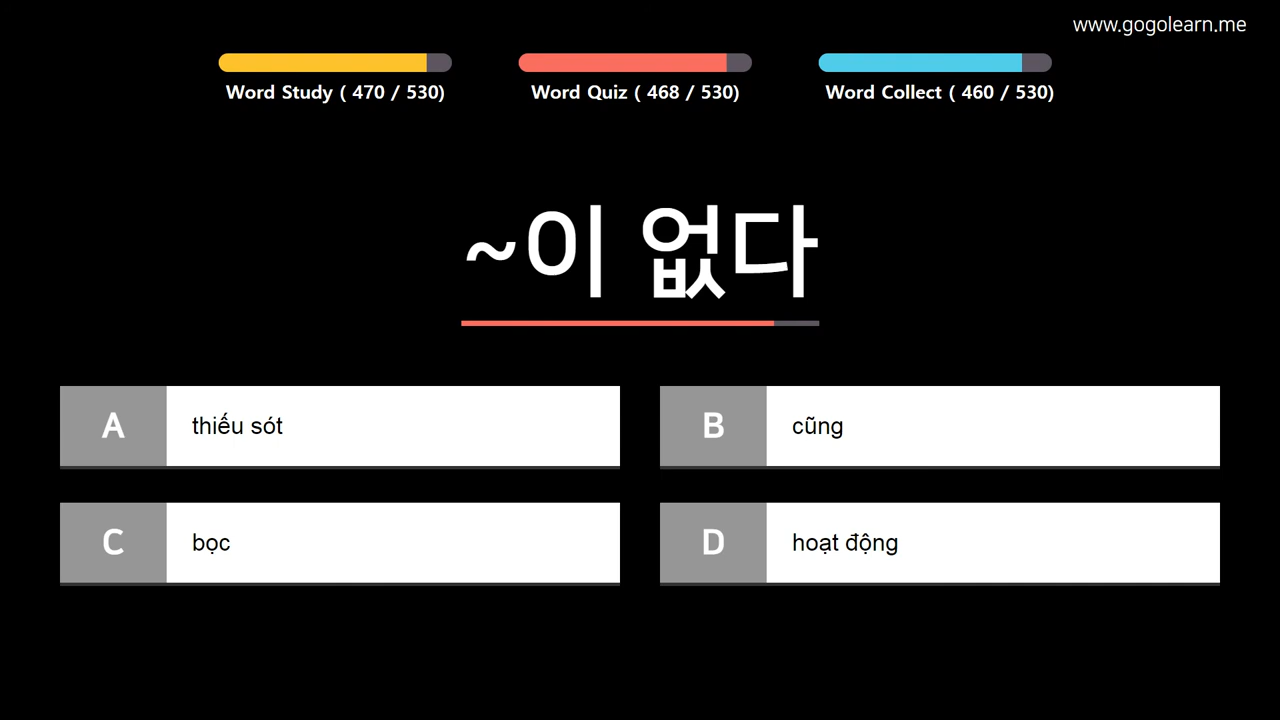 www.gogolearn.me
Word Study ( 470 / 530)
Word Quiz ( 468 / 530)
Word Collect ( 460 / 530)
~이 없다
A thiếu sót
B cũng
C bọc
D hoạt động